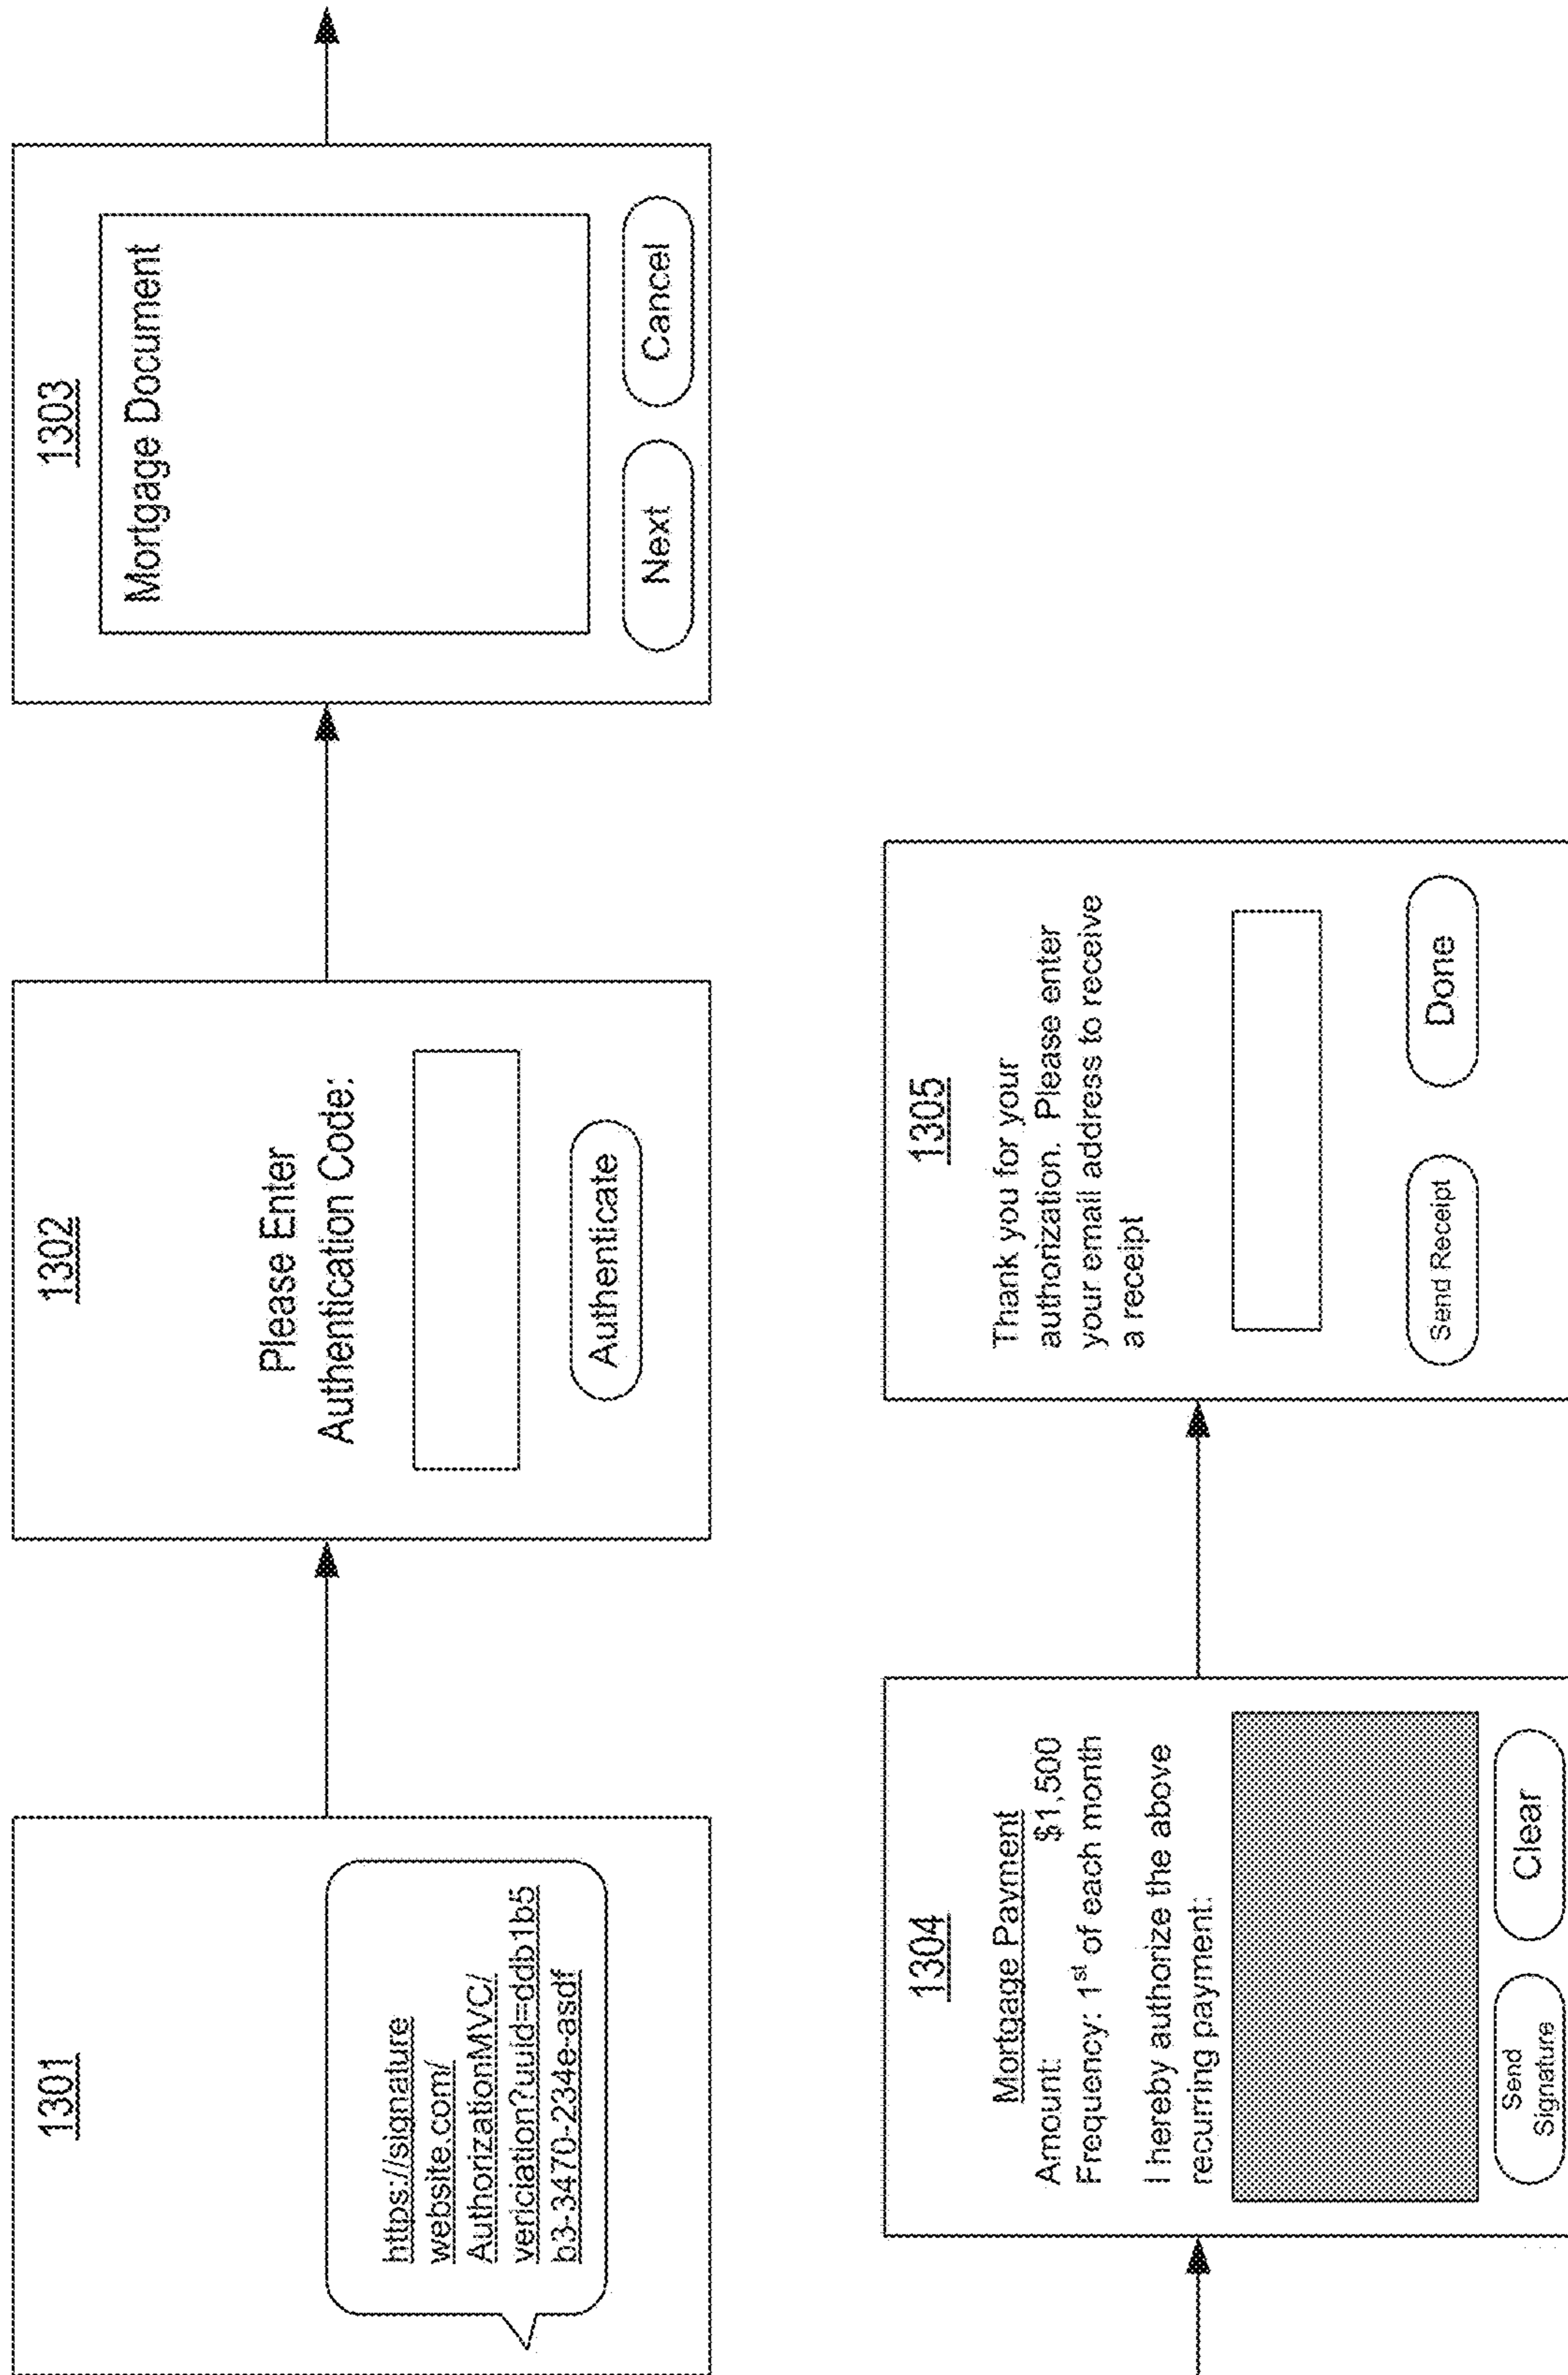 1301
https://signature
website.com/
AuthorizationMVC/
vericiation?uuid=ddb1b5
b3-3470-234e-asdf
1302
Please Enter
Authentication Code:
Authenticate
1303
Mortgage Document
Next
Cancel
1304
Mortgage Payment
Amount: $1,500
Frequency: 1st of each month
I hereby authorize the above
recurring payment:
Send
Signature
Clear
1305
Thank you for your
authorization. Please enter
your email address to receive
a receipt
Send Receipt
Done